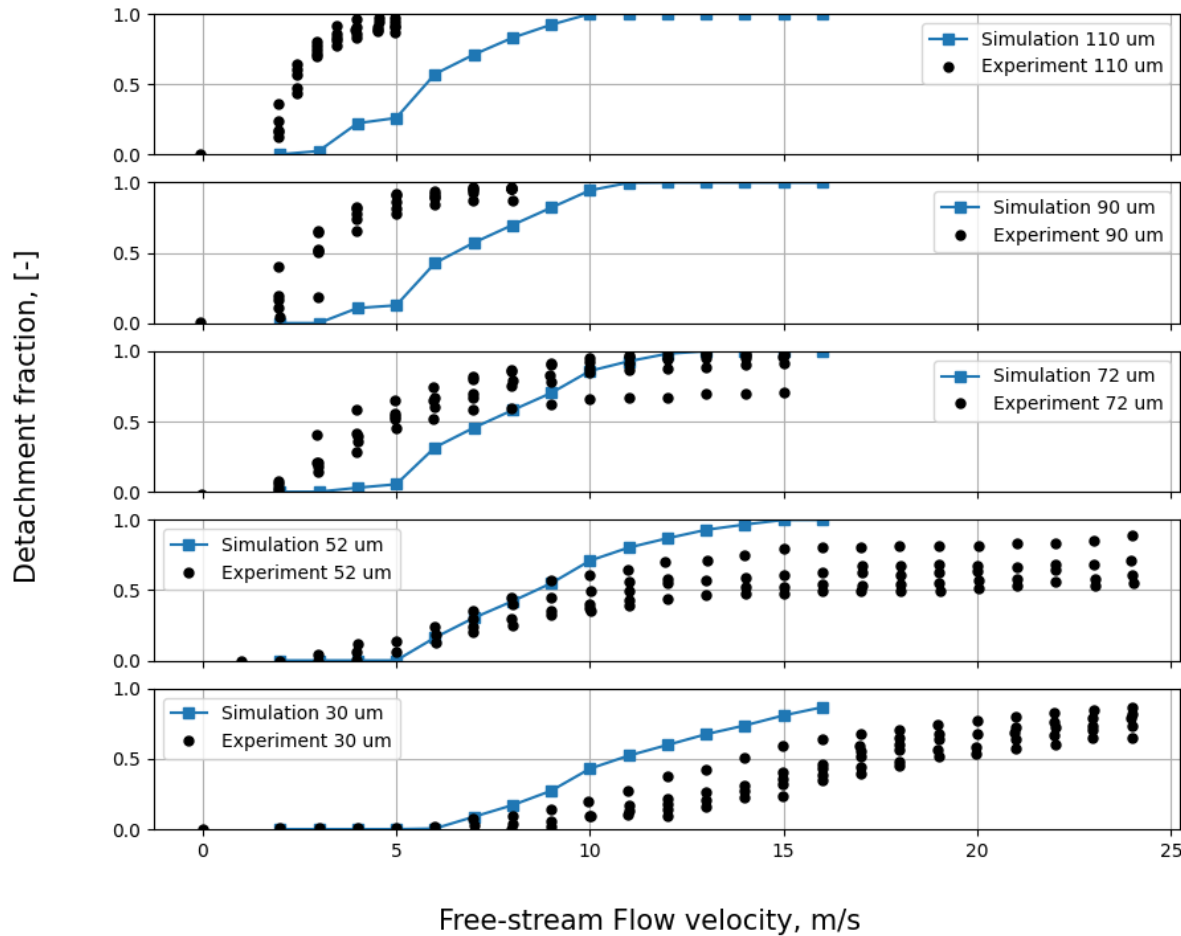 1.0
0.5
0.0
Simulation 110 um
Experiment 110 um
1.0
0.5
0.0
Simulation 90 um
Experiment 90 um
1.0
0.5
0.0
Simulation 72 um
Experiment 72 um
1.0
0.5
0.0
Simulation 52 um
Experiment 52 um
1.0
0.5
0.0
Simulation 30 um
Experiment 30 um
0 5 10 15 20 25
Detachment fraction, [-]
Free-stream Flow velocity, m/s